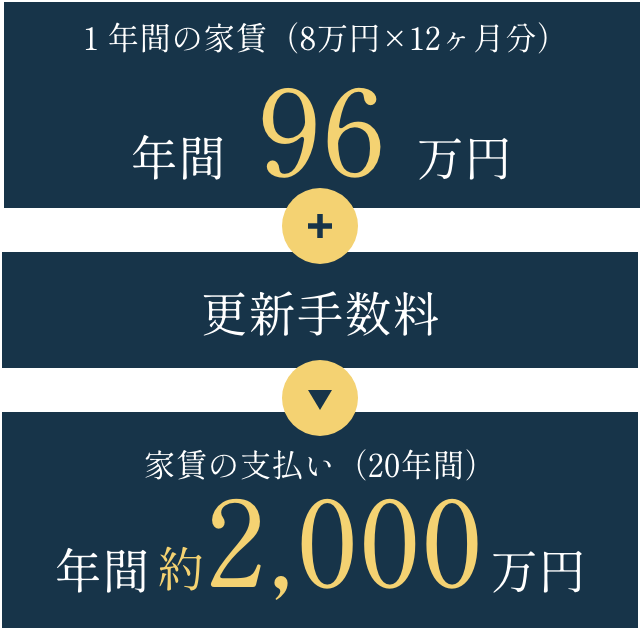 １年間の家賃（8万円×12ヶ月分）
年間 96 万円
+
更新手数料
▼
家賃の支払い（20年間）
年間約2,000万円